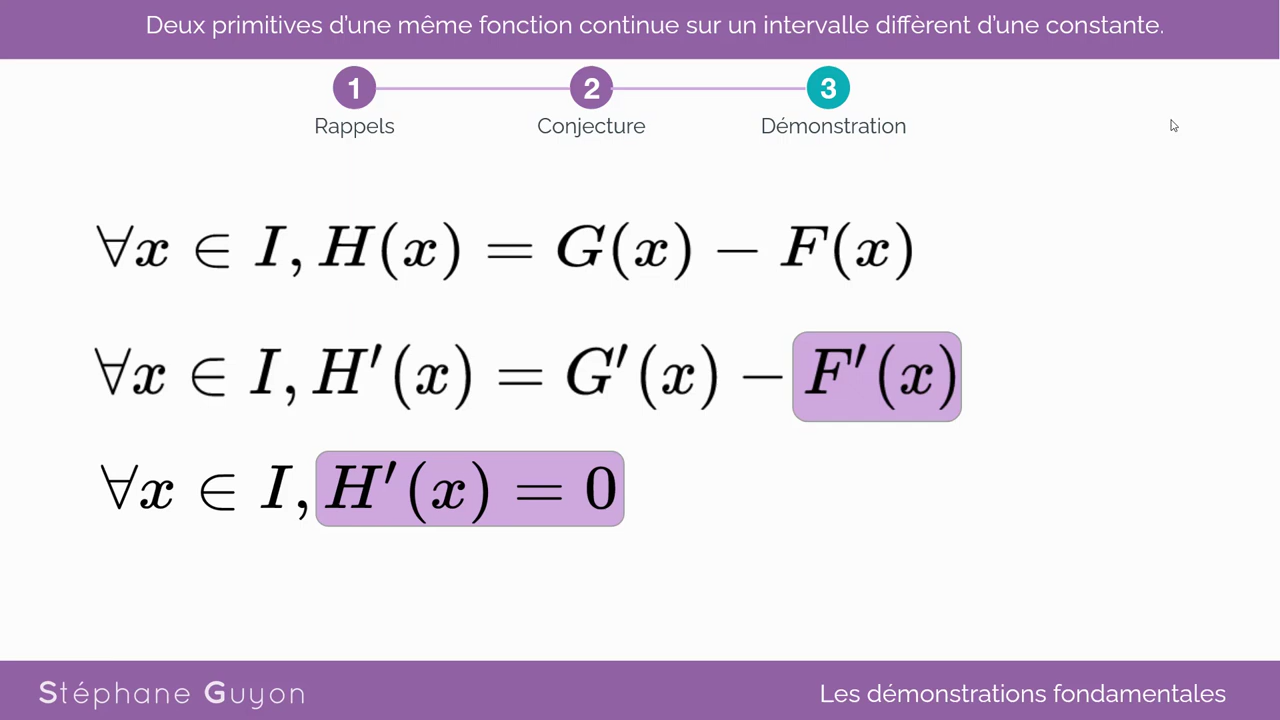 Deux primitives d'une même fonction continue sur un intervalle diffèrent d'une constante.
1 2 3
Rappels Conjecture Démonstration
∀x ∈ I, H(x) = G(x) − F(x)
∀x ∈ I, H′(x) = G′(x) − F′(x)
∀x ∈ I, H′(x) = 0
Stéphane Guyon Les démonstrations fondamentales